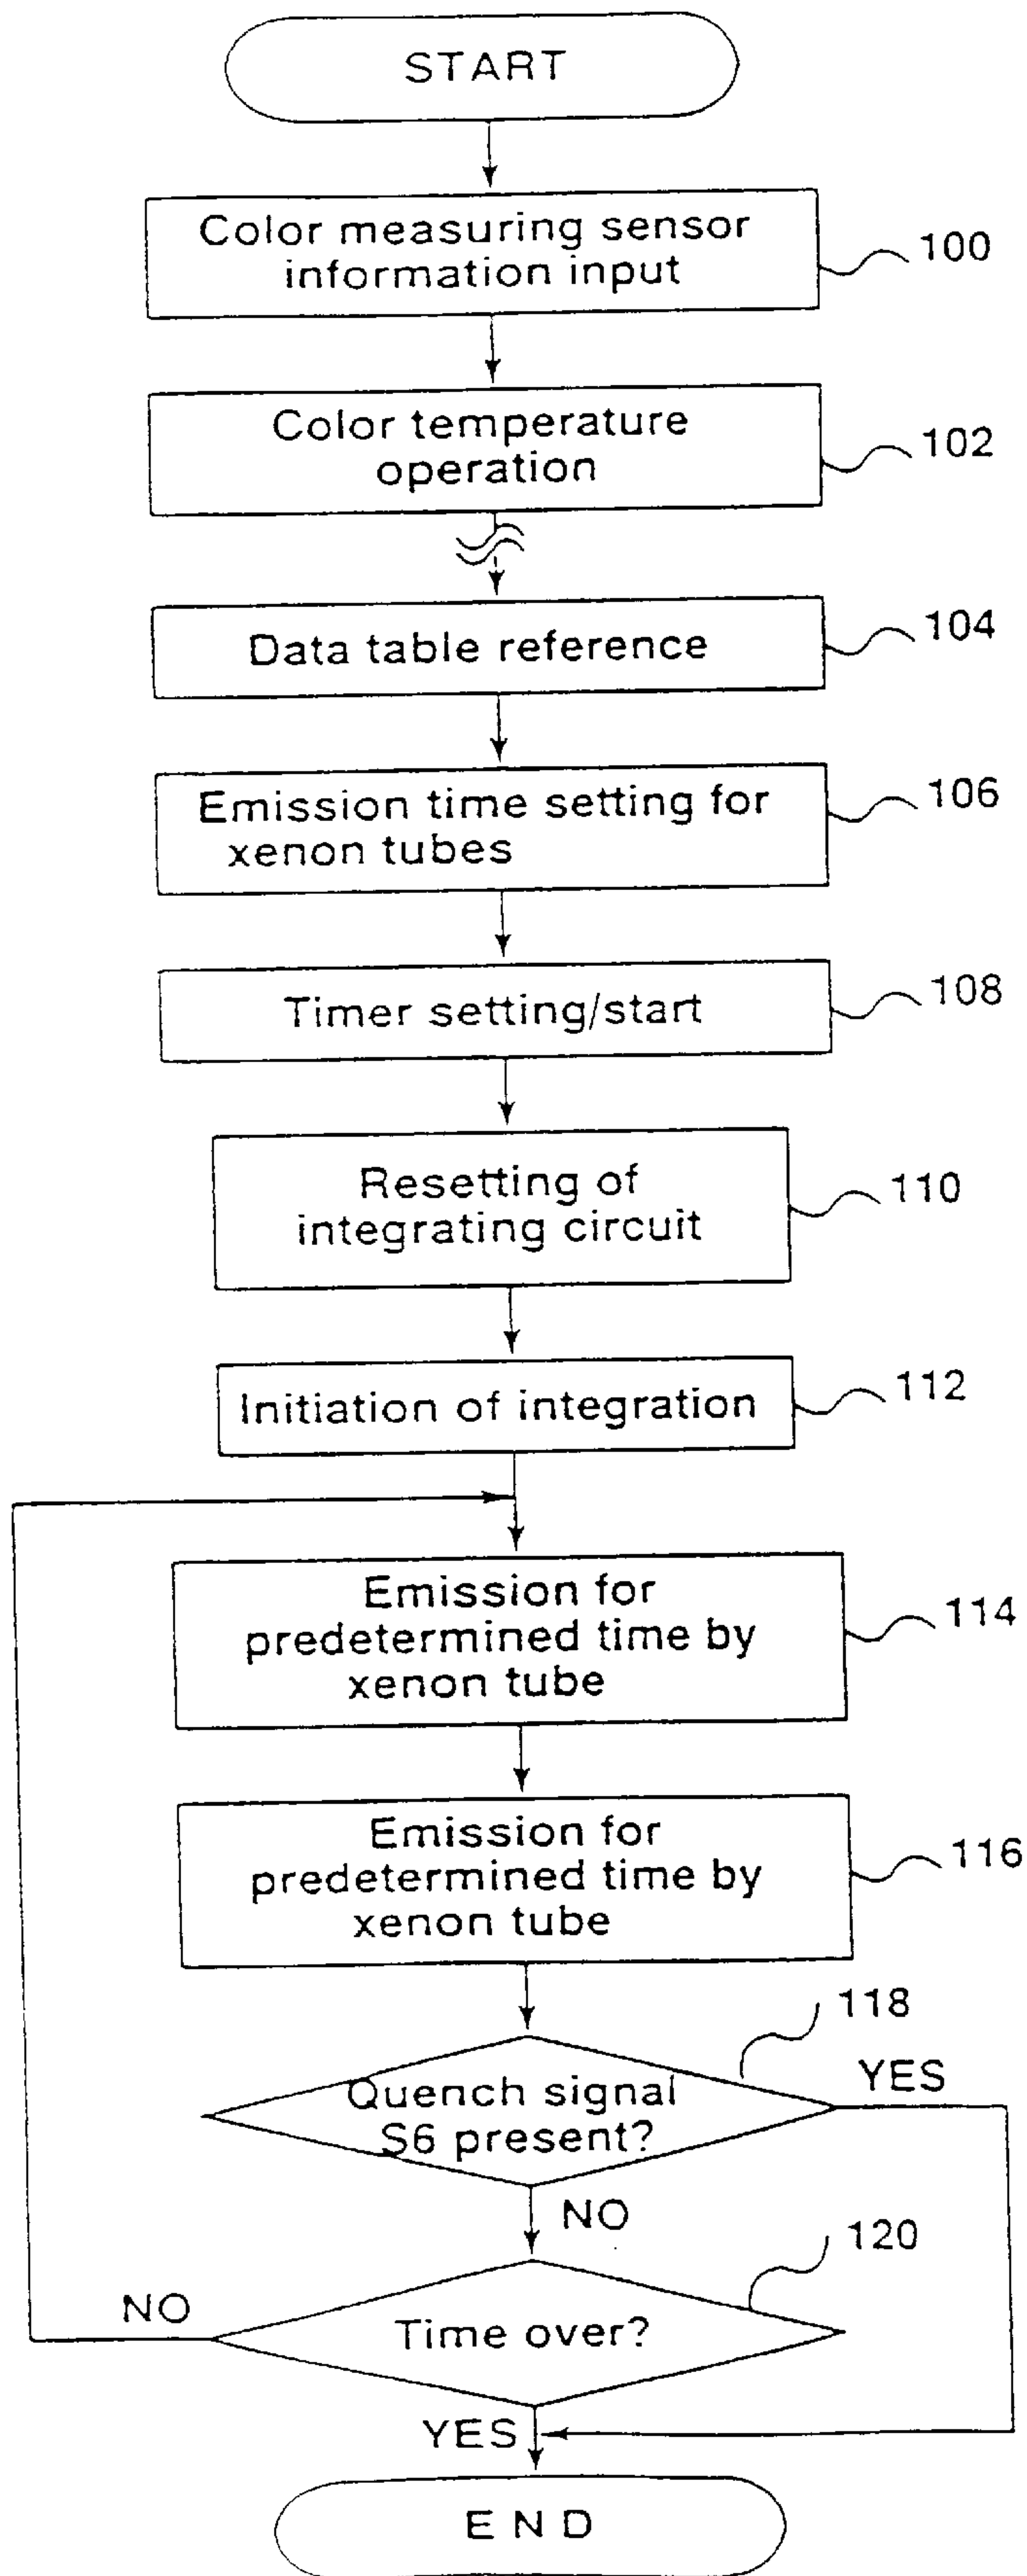 START
Color measuring sensor
information input
100
Color temperature
operation
102
Data table reference
104
Emission time setting for
xenon tubes
106
Timer setting/start
108
Resetting of
integrating circuit
110
Initiation of integration
112
Emission for
predetermined time by
xenon tube
114
Emission for
predetermined time by
xenon tube
116
118
Quench signal
S6 present?
YES
NO
120
Time over?
NO
YES
END